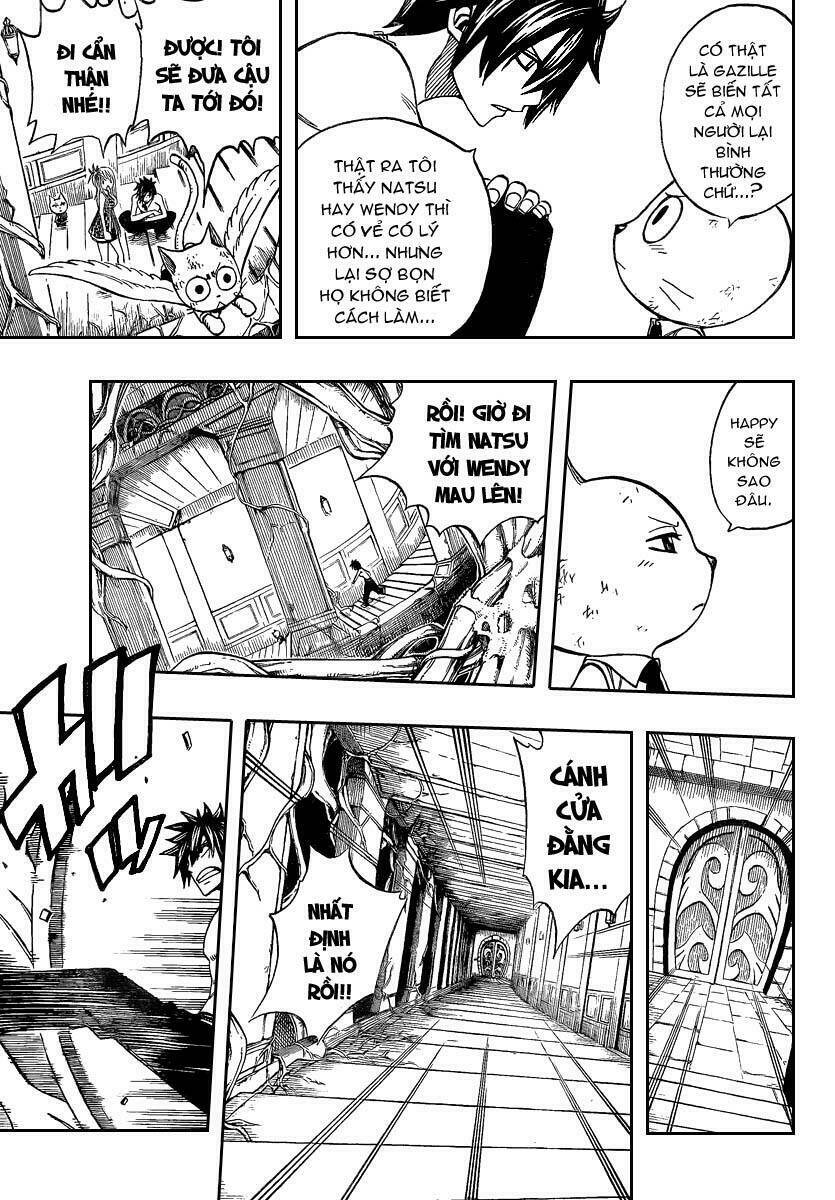 CÓ THẬT
LÀ GAZILLE
SẼ BIẾN TẤT
CẢ MỌI
NGƯỜI LẠI
BÌNH
THƯỜNG
CHỨ...?
THẬT RA TÔI
THẤY NATSU
HAY WENDY THÌ
CÓ VẺ CÓ LÝ
HƠN... NHƯNG
LẠI SỢ BỌN
HỌ KHÔNG BIẾT
CÁCH LÀM...
ĐƯỢC! TÔI
SẼ ĐƯA CẬU
TA TỚI ĐÓ!
ĐI CẨN
THẬN
NHÉ!!
HAPPY SẼ
KHÔNG
SAO
ĐÂU.
RỒI! GIỜ ĐI
TÌM NATSU
VỚI WENDY
MAU LÊN!
CÁNH
CỬA
ĐẰNG
KIA...
NHẤT
ĐỊNH
LÀ NÓ
RỒI!!